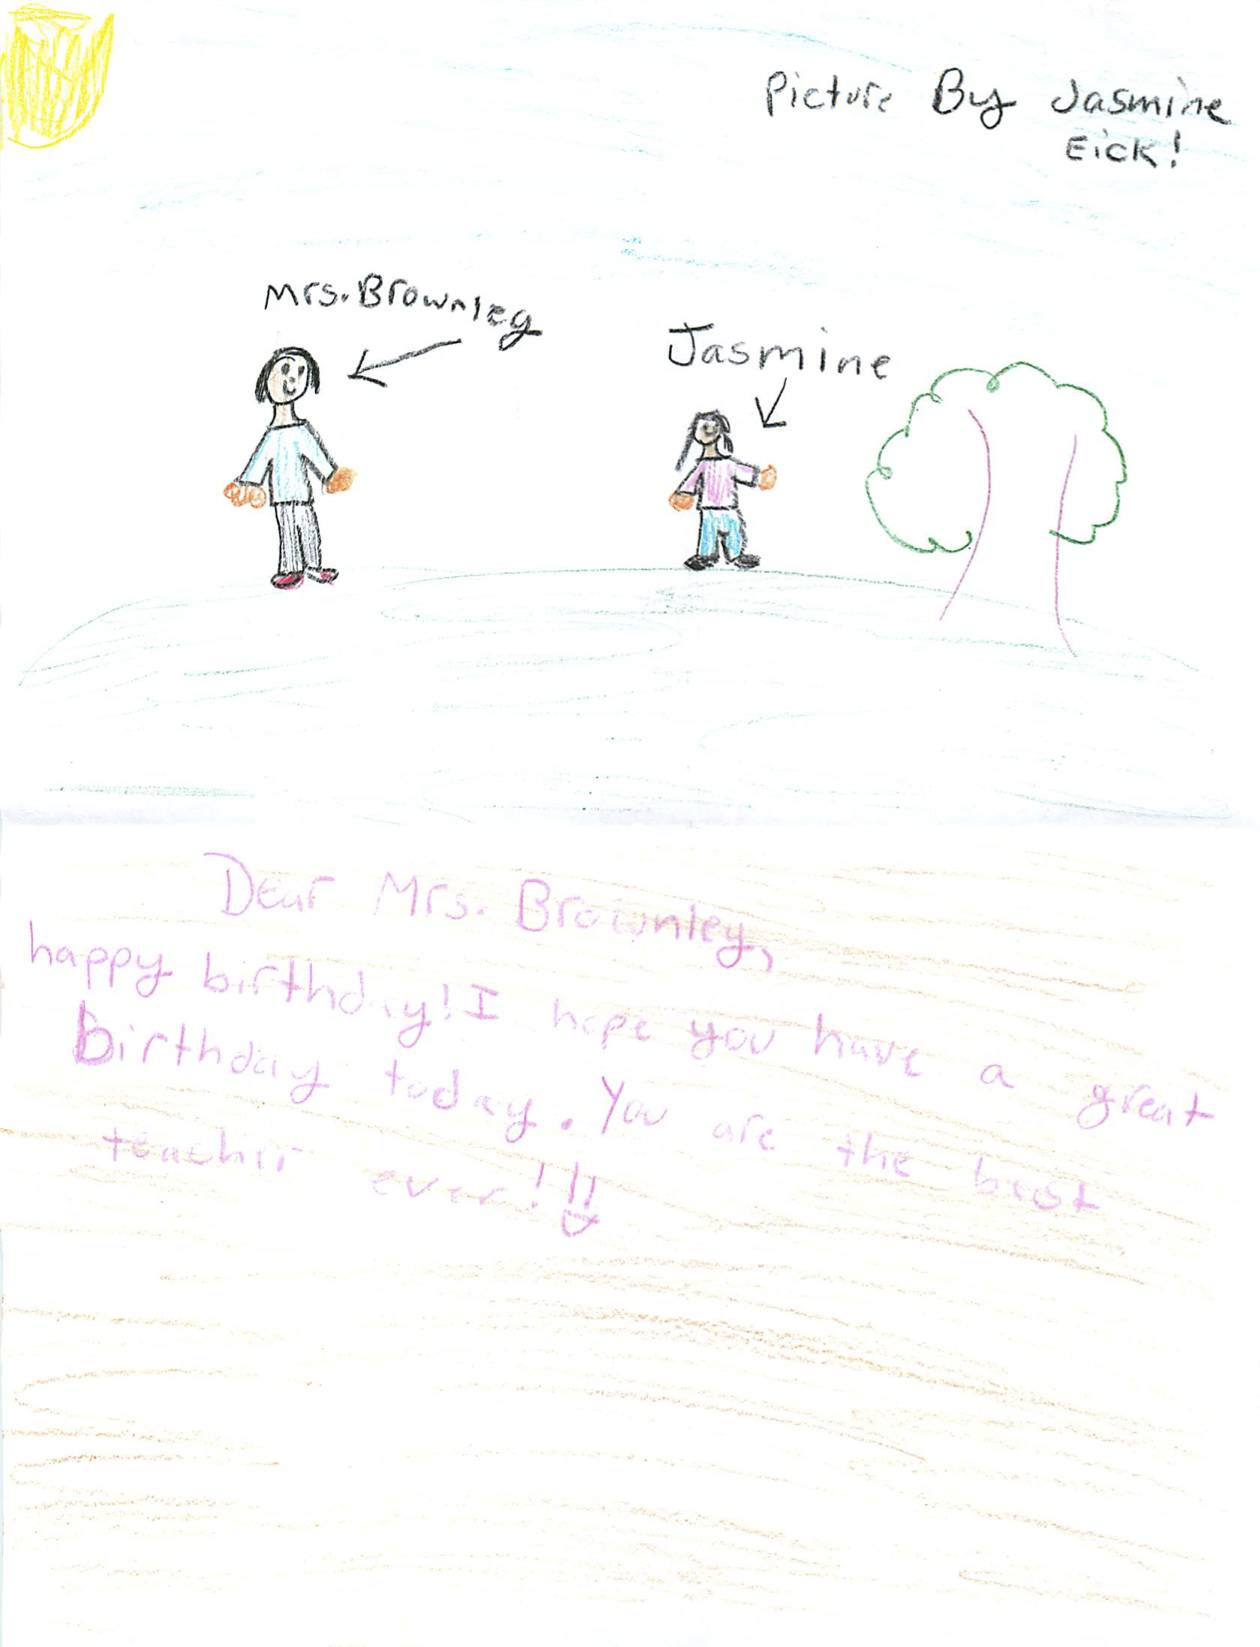 Picture By Jasmine
Eick!
Mrs. Brownley
Jasmine
Dear Mrs. Brownley,
happy birthday! I hope you have a great
Birthday today. You are the best
teacher ever!!!